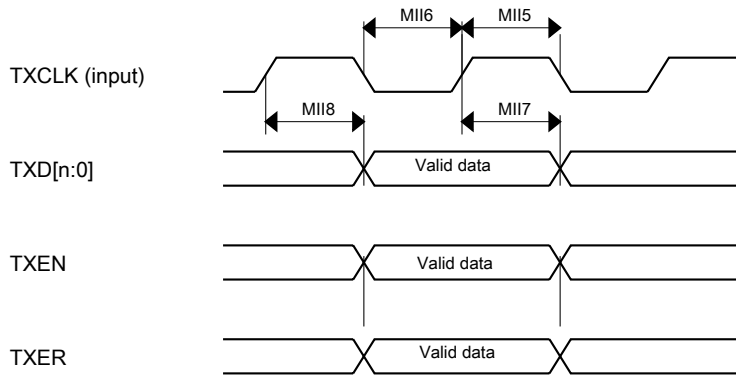 MII6 MII5
TXCLK (input)
MII8 MII7
TXD[n:0] Valid data
TXEN Valid data
TXER Valid data